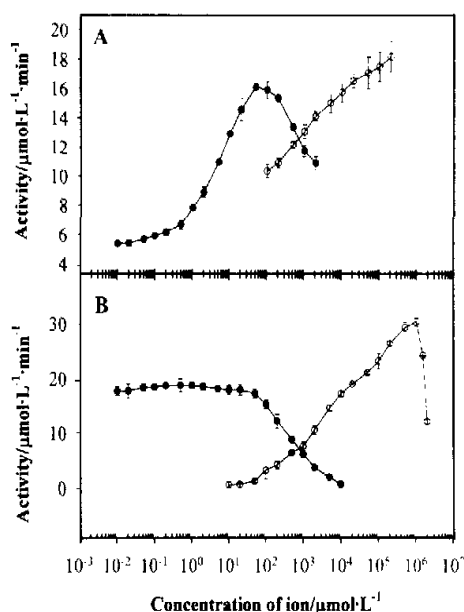 A
Activity/μmol·L⁻¹·min⁻¹
20
18
16
14
12
10
8
6
4
B
Activity/μmol·L⁻¹·min⁻¹
30
20
10
0
10⁻³ 10⁻² 10⁻¹ 10⁰ 10¹ 10² 10³ 10⁴ 10⁵ 10⁶ 10⁷
Concentration of ion/μmol·L⁻¹